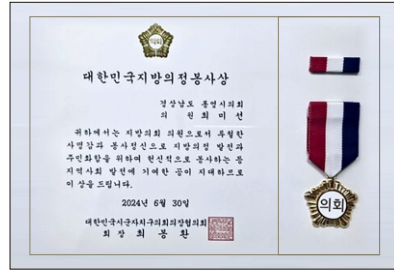 의회
대한민국지방의정봉사상
경상남도 통영시의회
의 원 최미선
귀하께서는 지방의회 의원으로서 투철한
사명감과 봉사정신으로 지방의정 발전과
주민화합을 위하여 헌신적으로 봉사하는 등
지역사회 발전에 기여한 공이 지대하므로
이 상을 드립니다.
2024년 5월 30일
대한민국시군자치구의회의장협의회
회 장 최봉환
의회